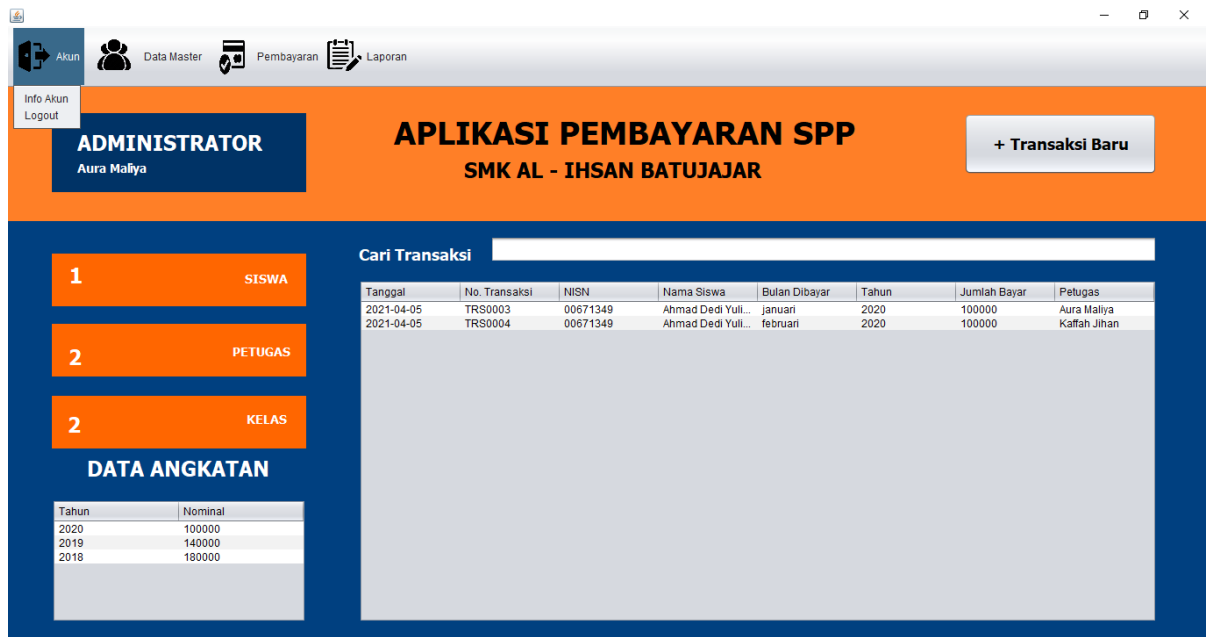 Akun Data Master Pembayaran Laporan
Info Akun
Logout
ADMINISTRATOR
Aura Maliya
APLIKASI PEMBAYARAN SPP
SMK AL - IHSAN BATUJAJAR
+ Transaksi Baru
1 SISWA
2 PETUGAS
2 KELAS
DATA ANGKATAN
Tahun Nominal
2020 100000
2019 140000
2018 180000
Cari Transaksi
Tanggal No. Transaksi NISN Nama Siswa Bulan Dibayar Tahun Jumlah Bayar Petugas
2021-04-05 TRS0003 00671349 Ahmad Dedi Yuli... januari 2020 100000 Aura Maliya
2021-04-05 TRS0004 00671349 Ahmad Dedi Yuli... februari 2020 100000 Kaffah Jihan